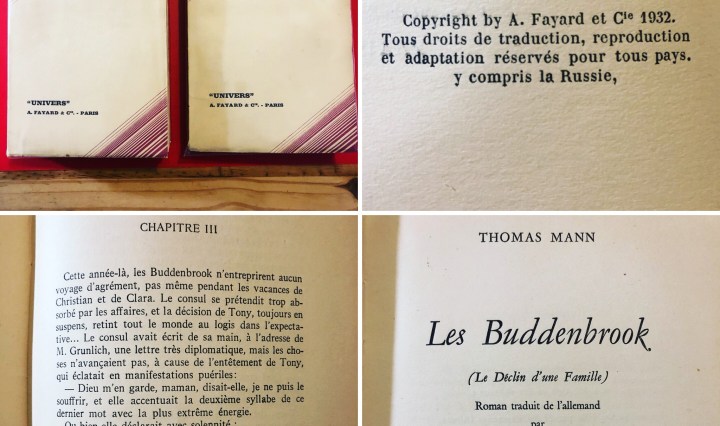 "UNIVERS"
A. FAYARD & Cie. - PARIS
"UNIVERS"
A. FAYARD & Cie. - PARIS
Copyright by A. Fayard et Cie 1932.
Tous droits de traduction, reproduction
et adaptation réservés pour tous pays.
y compris la Russie,
CHAPITRE III
Cette année-là, les Buddenbrook n'entreprirent aucun
voyage d'agrément, pas même pendant les vacances de
Christian et de Clara. Le consul se prétendit trop ab-
sorbé par les affaires, et la décision de Tony, toujours en
suspens, retint tout le monde au logis dans l'expecta-
tive... Le consul avait écrit de sa main, à l'adresse de
M. Grunlich, une lettre très diplomatique, mais les cho-
ses n'avançaient pas, à cause de l'entêtement de Tony,
qui éclatait en manifestations puériles:
— Dieu m'en garde, maman, disait-elle, je ne puis le
souffrir, et elle accentuait la deuxième syllabe de ce
dernier mot avec la plus extrême énergie.
Ou bien elle déclarait avec solennité :
THOMAS MANN
Les Buddenbrook
(Le Déclin d'une Famille)
Roman traduit de l'allemand
par